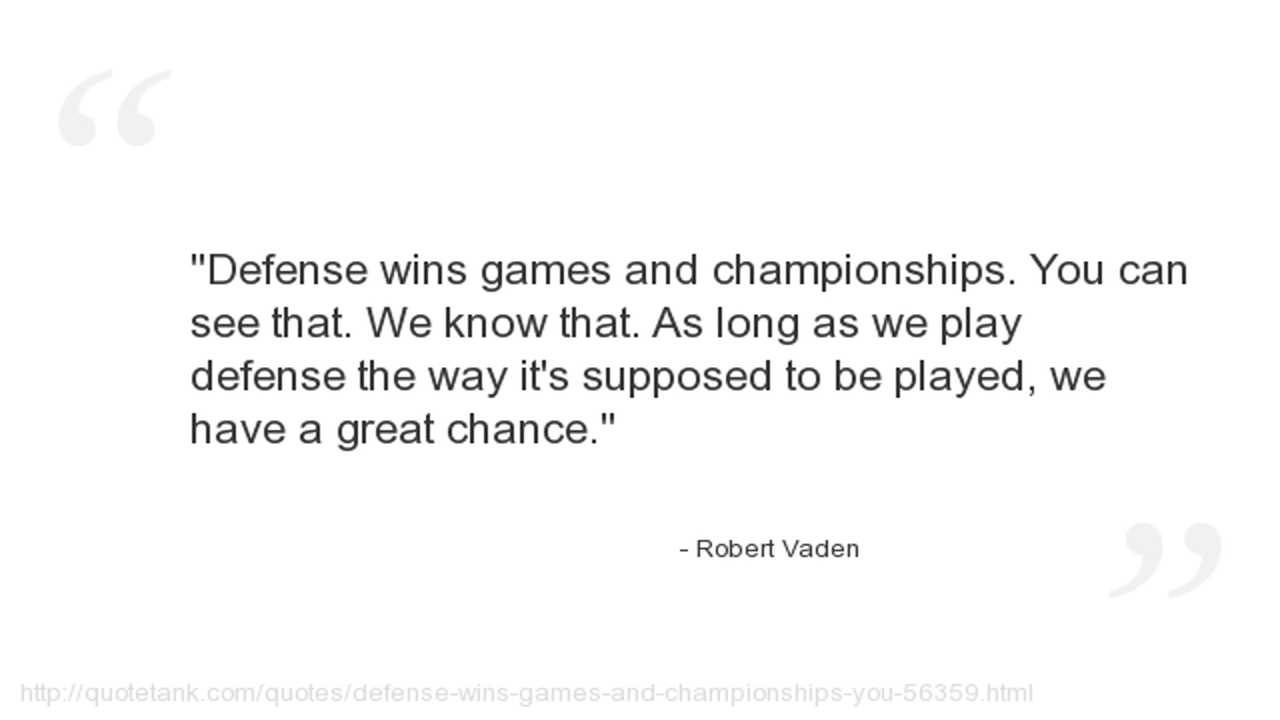 "Defense wins games and championships. You can
see that. We know that. As long as we play
defense the way it's supposed to be played, we
have a great chance."
- Robert Vaden
http://quotetank.com/quotes/defense-wins-games-and-championships-you-56359.html